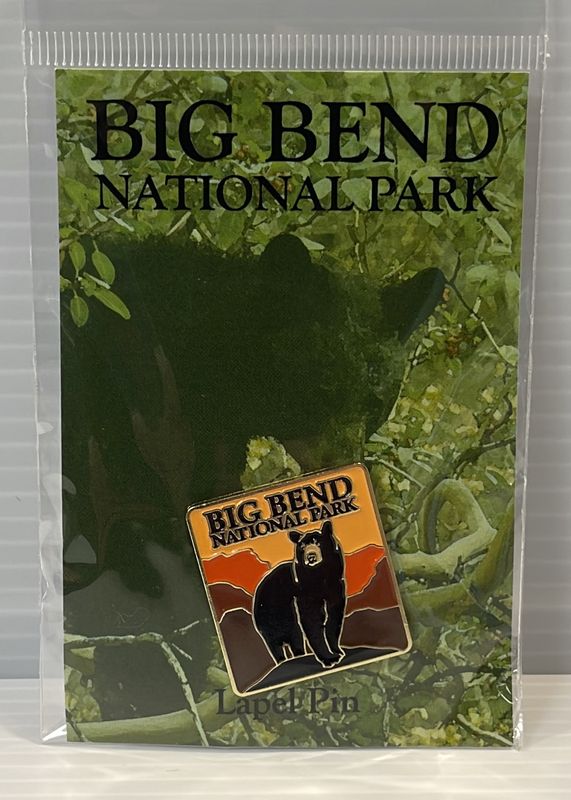 BIG BEND
NATIONAL PARK
BIG BEND
NATIONAL PARK
Lapel Pin